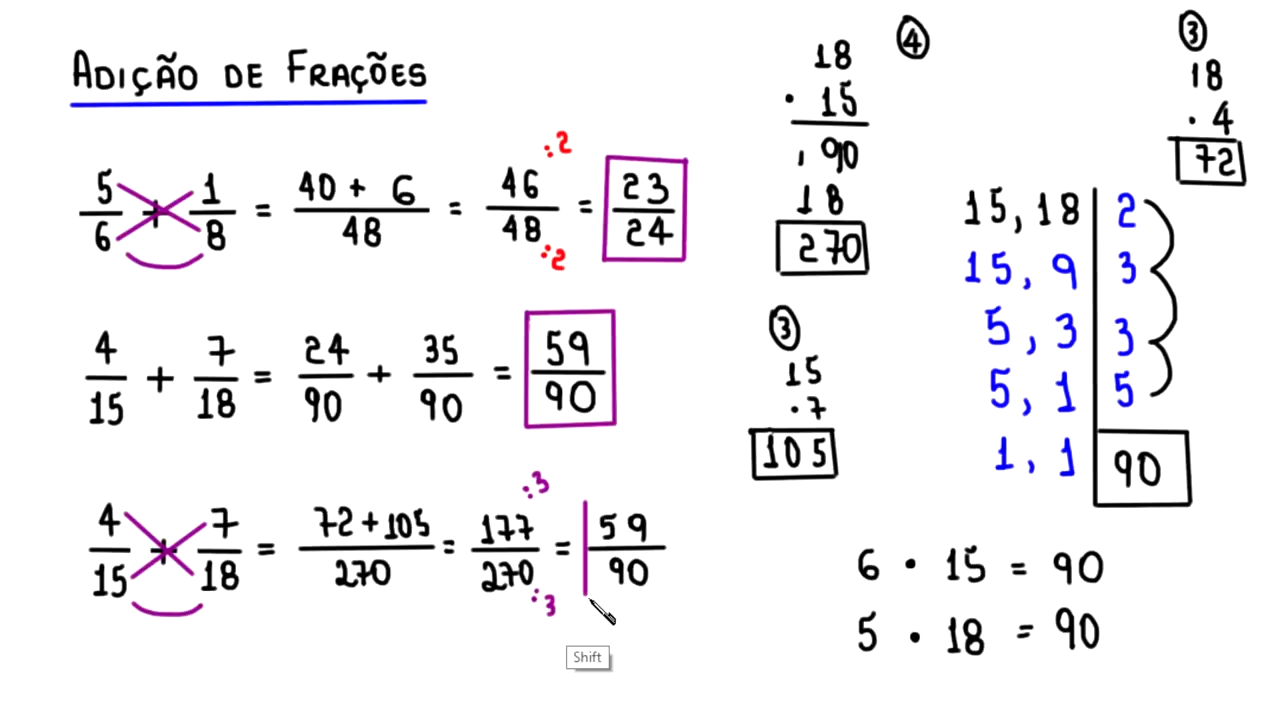 ADIÇÃO DE FRAÇÕES
5/6 + 1/8 = 40 + 6/48 = 46/48 = 23/24
:2
:2
4/15 + 7/18 = 24/90 + 35/90 = 59/90
4/15 + 7/18 = 72+105/270 = 177/270 = 59/90
:3
:3
Shift
18
. 15
, 90
18
270
4
3
15
.7
105
3
18
. 4
72
15, 18 | 2
15, 9 | 3
5, 3 | 3
5, 1 | 5
1, 1 | 90
6 . 15 = 90
5 . 18 = 90